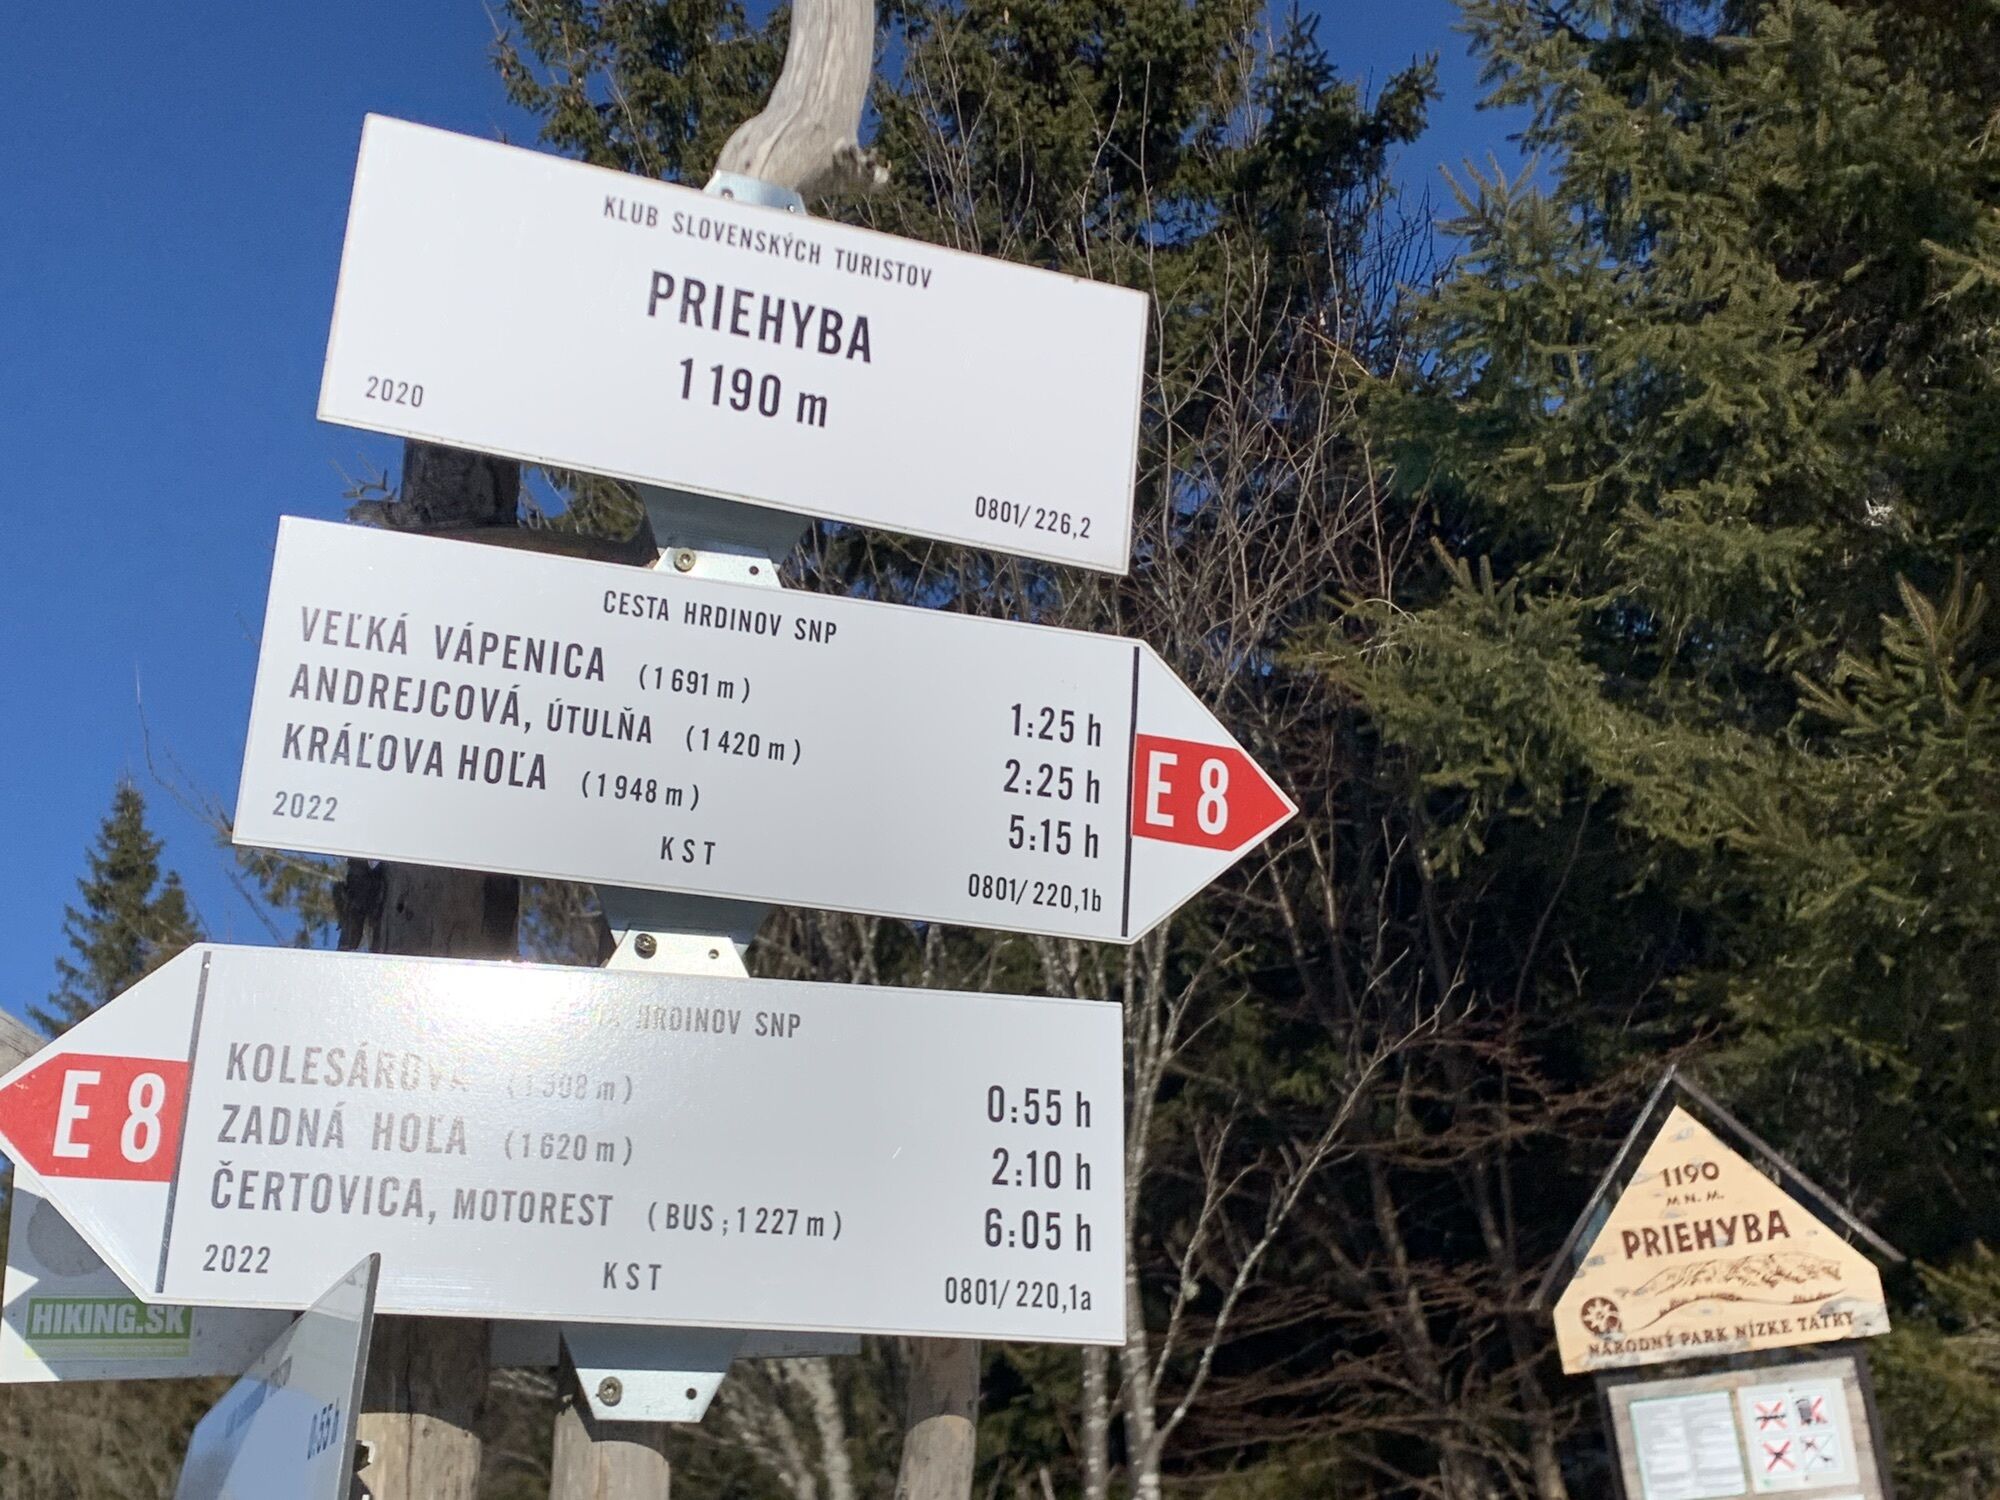 KLUB SLOVENSKÝCH TURISTOV
PRIEHYBA
1190 m
2020
0801/226,2
CESTA HRDINOV SNP
VEĽKÁ VÁPENICA (1691 m) 1:25 h
ANDREJCOVÁ, ÚTULŇA (1420 m) 2:25 h
KRÁĽOVA HOĽA (1948 m) 5:15 h
2022
KST
0801/220,1b
E 8
HRDINOV SNP
KOLESÁROVÁ 0:55 h
ZADNÁ HOĽA (1620 m) 2:10 h
ČERTOVICA, MOTOREST (BUS; 1227 m) 6:05 h
2022
KST
0801/220,1a
E 8
HIKING.SK
0:55 h
1190
M N. M.
PRIEHYBA
NÁRODNÝ PARK NÍZKE TATRY